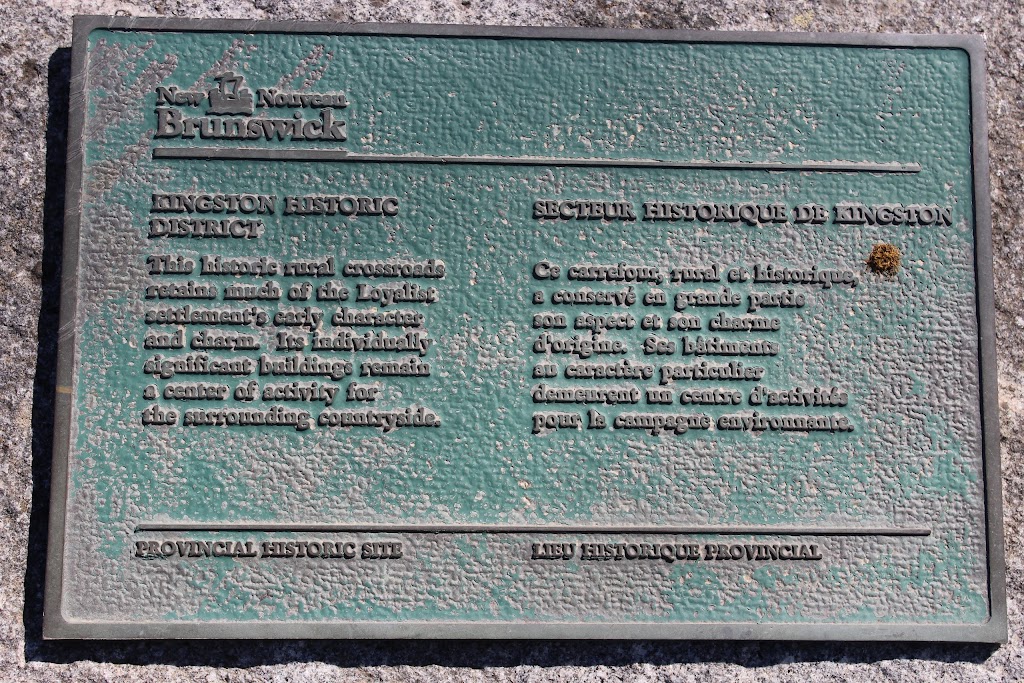 New Nouveau
Brunswick
KINGSTON HISTORIC
DISTRICT
This historic rural crossroads
retains much of the Loyalist
settlement's early character
and charm. Its individually
significant buildings remain
a center of activity for
the surrounding countryside.
SECTEUR HISTORIQUE DE KINGSTON
Ce carrefour, rural et historique,
a conservé en grande partie
son aspect et son charme
d'origine. Ses bâtiments
au caractère particulier
demeurent un centre d'activités
pour la campagne environnante.
PROVINCIAL HISTORIC SITE
LIEU HISTORIQUE PROVINCIAL